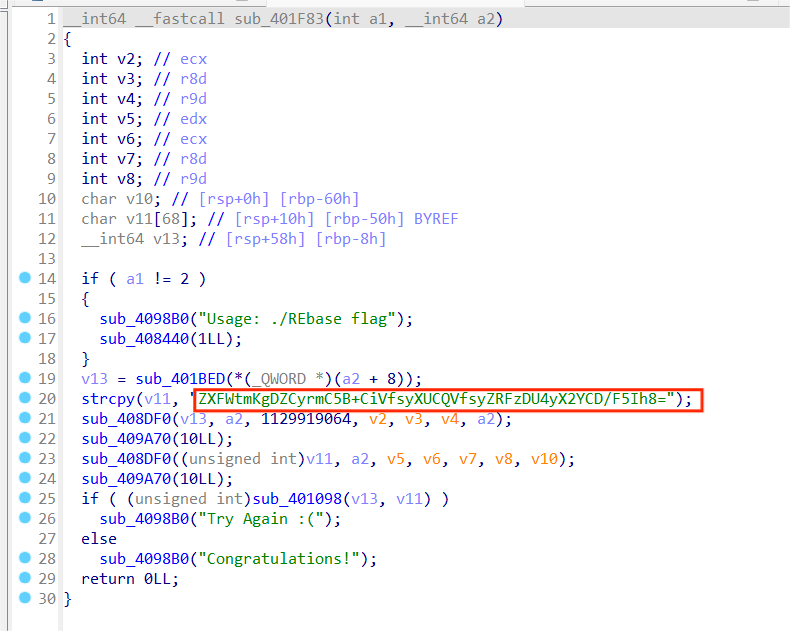 1 __int64 __fastcall sub_401F83(int a1, __int64 a2)
2 {
3 int v2; // ecx
4 int v3; // r8d
5 int v4; // r9d
6 int v5; // edx
7 int v6; // ecx
8 int v7; // r8d
9 int v8; // r9d
10 char v10; // [rsp+0h] [rbp-60h]
11 char v11[68]; // [rsp+10h] [rbp-50h] BYREF
12 __int64 v13; // [rsp+58h] [rbp-8h]
13
14 if ( a1 != 2 )
15 {
16 sub_4098B0("Usage: ./REbase flag");
17 sub_408440(1LL);
18 }
19 v13 = sub_401BED(*(_QWORD *)(a2 + 8));
20 strcpy(v11, "ZXFWtmKgDZCyrmC5B+CiVfsyXUCQVfsyZRFzDU4yX2YCD/F5Ih8=");
21 sub_408DF0(v13, a2, 1129919064, v2, v3, v4, a2);
22 sub_409A70(10LL);
23 sub_408DF0((unsigned int)v11, a2, v5, v6, v7, v8, v10);
24 sub_409A70(10LL);
25 if ( (unsigned int)sub_401098(v13, v11) )
26 sub_4098B0("Try Again :(");
27 else
28 sub_4098B0("Congratulations!");
29 return 0LL;
30 }